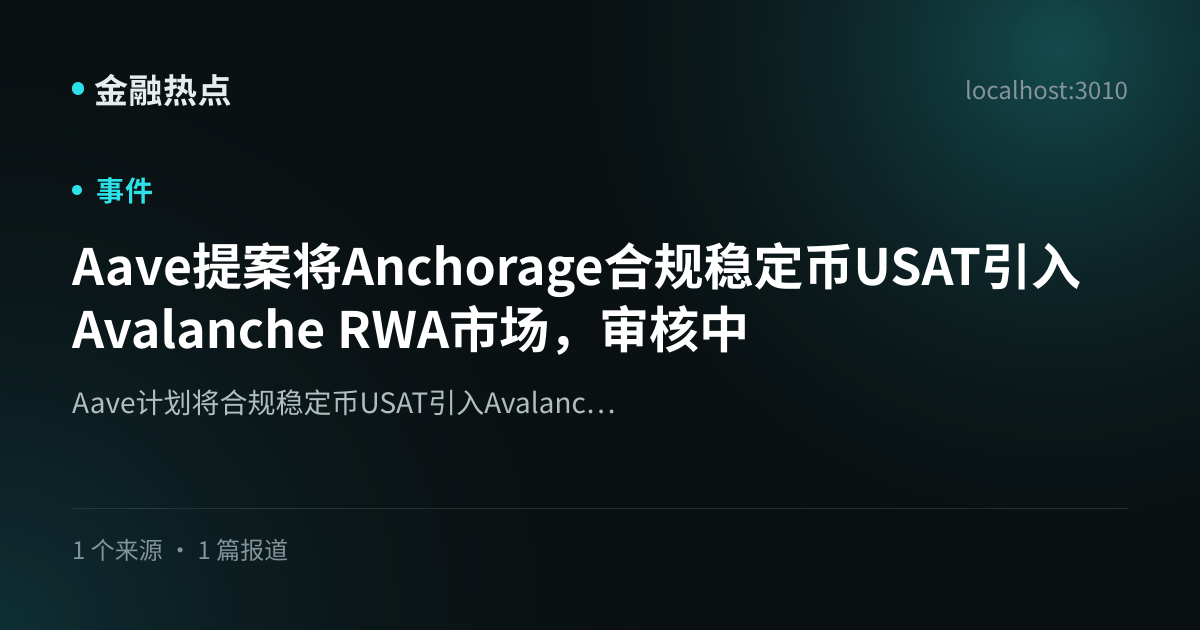 金融热点
localhost:3010
事件
Aave提案将Anchorage合规稳定币USAT引入
Avalanche RWA市场，审核中
Aave计划将合规稳定币USAT引入Avalanc…
1 个来源 · 1 篇报道